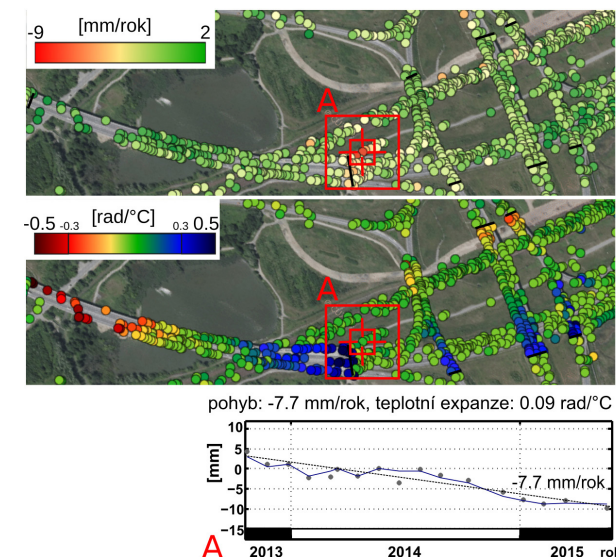 [mm/rok]
-9 2
A
[rad/°C]
-0.5 -0.3 0.3 0.5
A
pohyb: -7.7 mm/rok, teplotní expanze: 0.09 rad/°C
[mm]
10
5
0
−5
−10
−15
-7.7 mm/rok
A
2013 2014 2015 ro